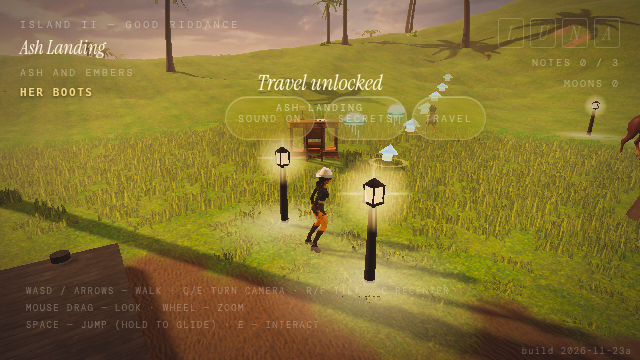 ISLAND II — GOOD RIDDANCE
Ash Landing
ASH AND EMBERS
HER BOOTS
LUNA
NOTES 0 / 3
MOONS 0
Travel unlocked
ASH LANDING
SOUND ON
SECRETS
TRAVEL
WASD / ARROWS — WALK · Q/E TURN CAMERA · R/F TILT · C RECENTER
MOUSE DRAG — LOOK · WHEEL — ZOOM
SPACE — JUMP (HOLD TO GLIDE) · E — INTERACT
build 2026-11-23a